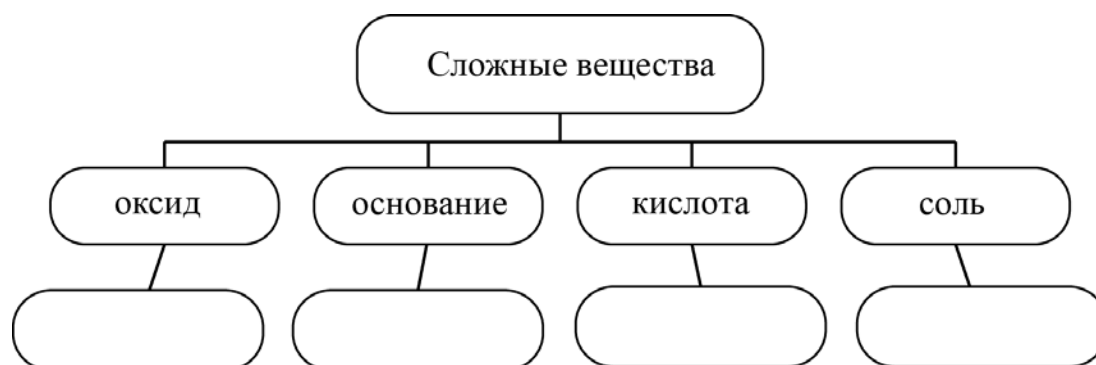 Сложные вещества
оксид
основание
кислота
соль